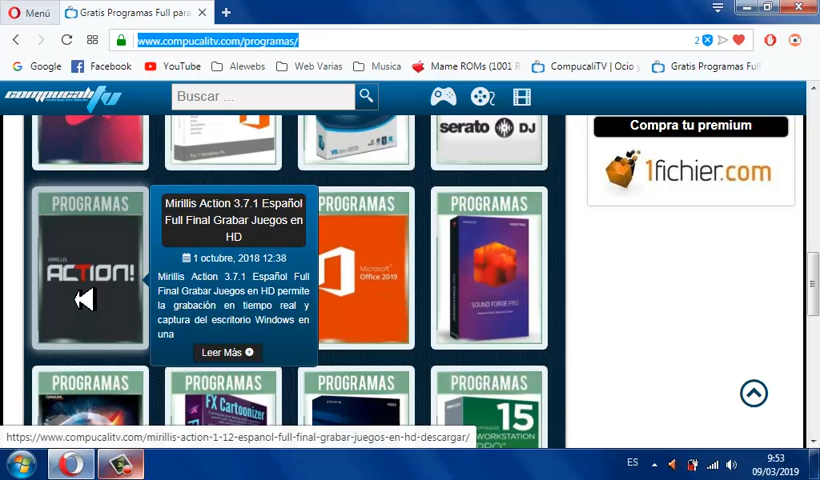 Menú
Gratis Programas Full para
www.compucalitv.com/programas/
2
Google
Facebook
YouTube
Alewebs
Web Varias
Musica
Mame ROMs (1001 R
CompucaliTV | Ocio y
Gratis Programas Full
compucali TV
Buscar ...
serato DJ
Compra tu premium
1fichier.com
PROGRAMAS
MIRILLIS
ACTION!
Mirillis Action 3.7.1 Español
Full Final Grabar Juegos en
HD
1 octubre, 2018 12:38
Mirillis Action 3.7.1 Español Full
Final Grabar Juegos en HD permite
la grabación en tiempo real y
captura del escritorio Windows en
una
Leer Más
PROGRAMAS
Microsoft
Office 2019
PROGRAMAS
SOUND FORGE PRO
PROGRAMAS
PROGRAMAS
FX Cartoonizer
PROGRAMAS
PROGRAMAS
15
WORKSTATION
PRO
https://www.compucalitv.com/mirillis-action-1-12-espanol-full-final-grabar-juegos-en-hd-descargar/
ES
9:53
09/03/2019